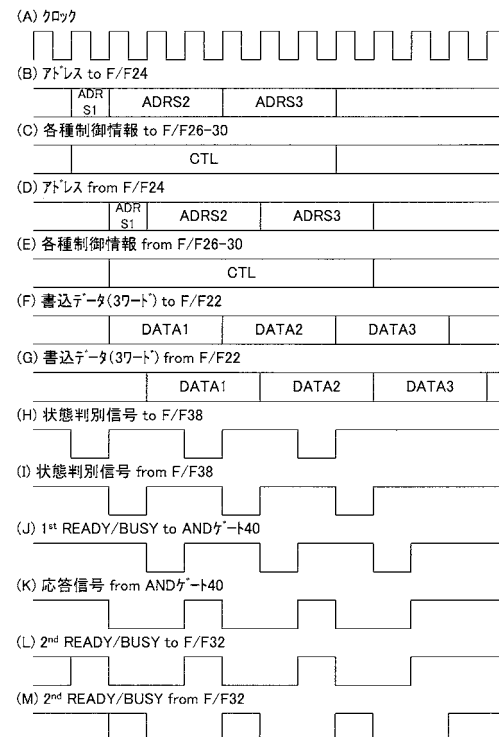 (A) クロック
(B) アドレス to F/F24
ADR
S1
ADRS2
ADRS3
(C) 各種制御情報 to F/F26-30
CTL
(D) アドレス from F/F24
ADR
S1
ADRS2
ADRS3
(E) 各種制御情報 from F/F26-30
CTL
(F) 書込データ(3ワード) to F/F22
DATA1
DATA2
DATA3
(G) 書込データ(3ワード) from F/F22
DATA1
DATA2
DATA3
(H) 状態判別信号 to F/F38
(I) 状態判別信号 from F/F38
(J) 1st READY/BUSY to ANDゲート40
(K) 応答信号 from ANDゲート40
(L) 2nd READY/BUSY to F/F32
(M) 2nd READY/BUSY from F/F32